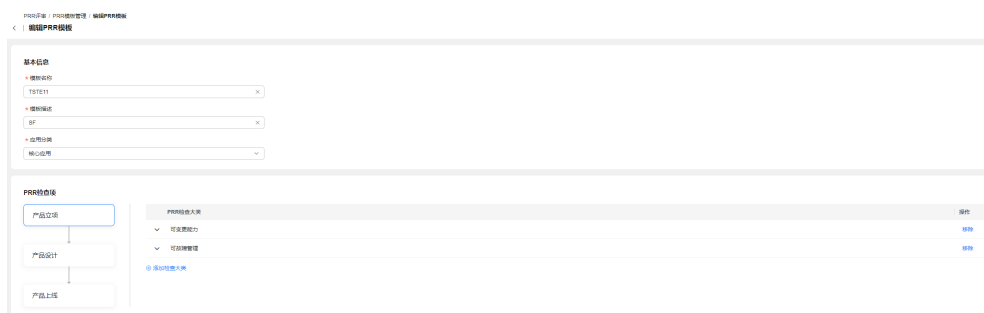 PRR评审 / PRR模板管理 / 编辑PRR模板
编辑PRR模板
基本信息
* 模板名称
TSTE11
* 模板描述
SF
* 应用分类
核心应用
PRR检查项
产品立项
产品设计
产品上线
PRR检查大类 操作
可变更能力 移除
可故障管理 移除
添加检查大类